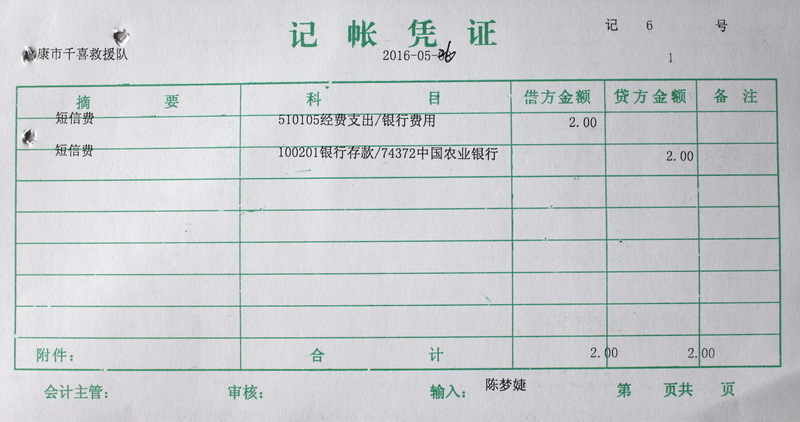 记 帐 凭 证
记 6 号
康市千喜救援队 2016-05-26 1
摘 要 科 目 借方金额 贷方金额 备 注
短信费 510105经费支出/银行费用 2.00
短信费 100201银行存款/74372中国农业银行 2.00
附件: 合 计 2.00 2.00
会计主管: 审核: 输入: 陈梦婕 第 页共 页